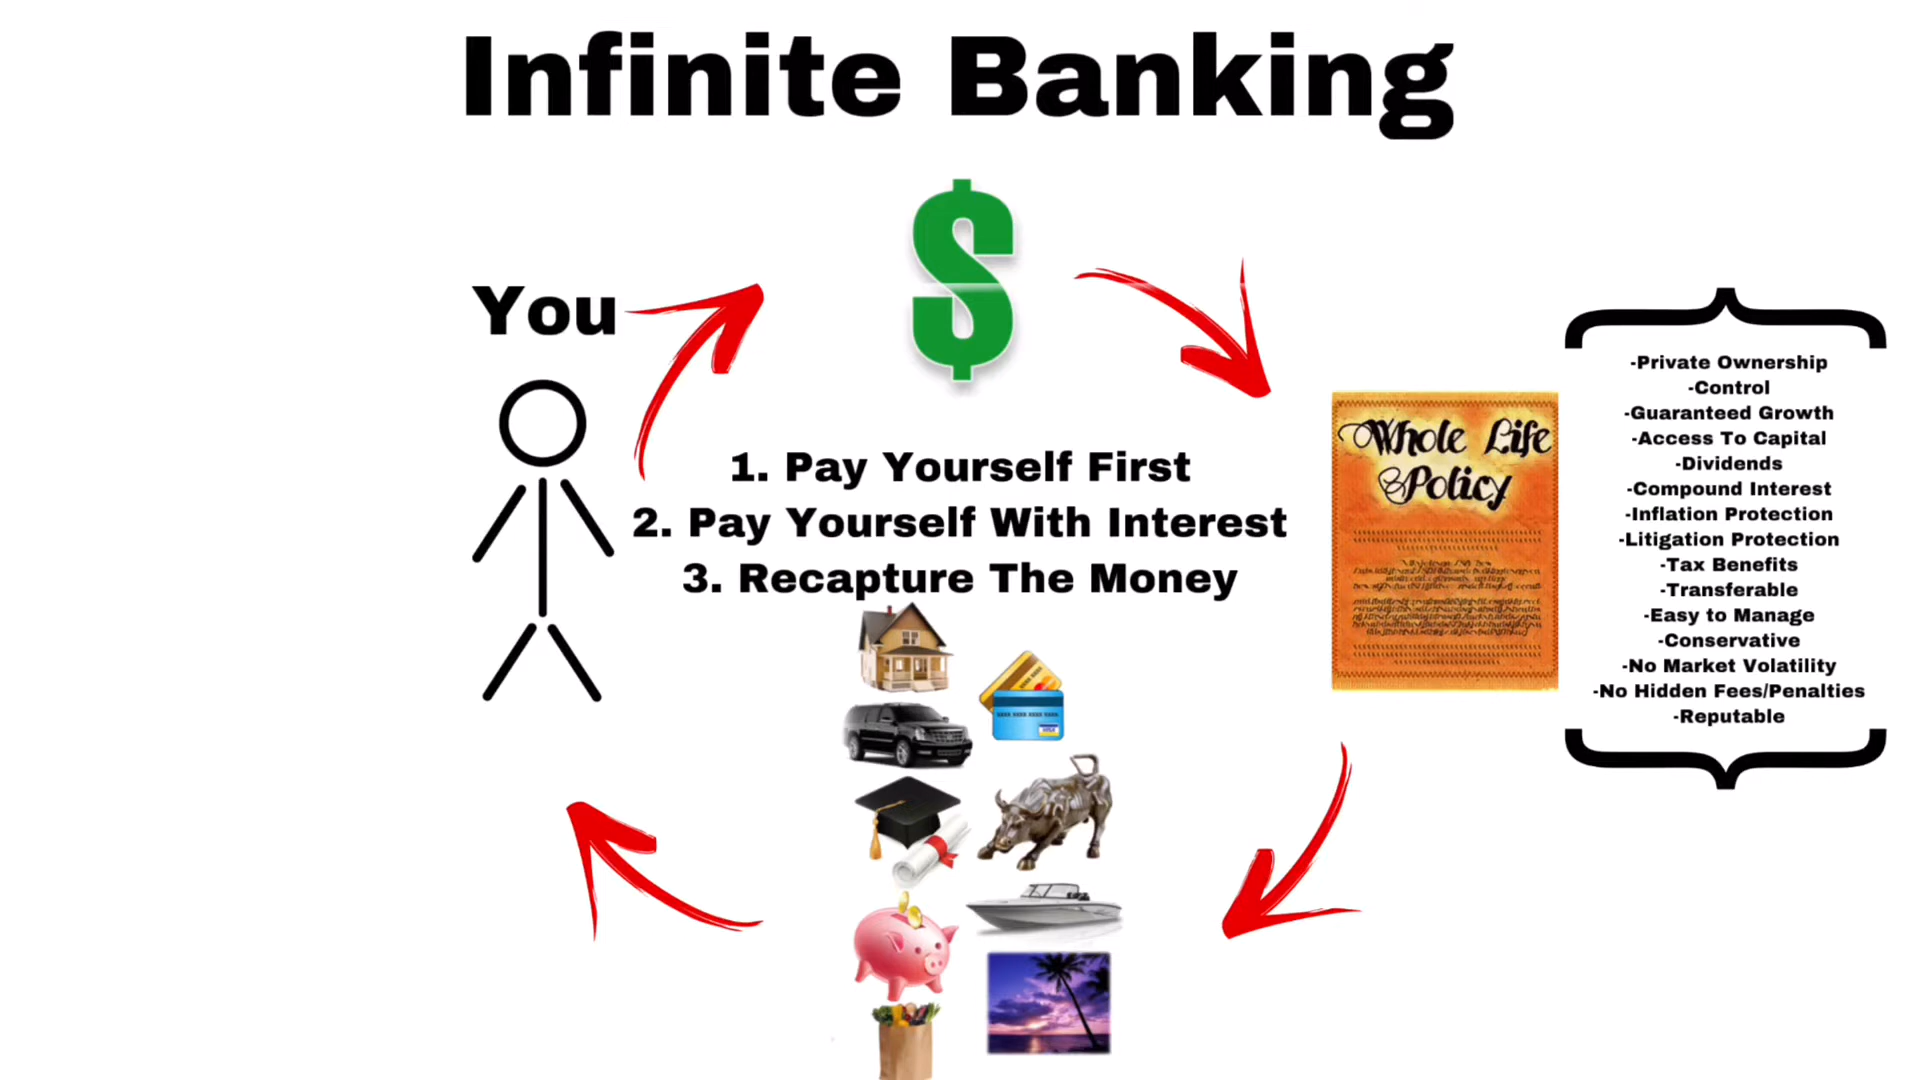 Infinite Banking
You
1. Pay Yourself First
2. Pay Yourself With Interest
3. Recapture The Money
Whole Life
Policy
-Private Ownership
-Control
-Guaranteed Growth
-Access To Capital
-Dividends
-Compound Interest
-Inflation Protection
-Litigation Protection
-Tax Benefits
-Transferable
-Easy to Manage
-Conservative
-No Market Volatility
-No Hidden Fees/Penalties
-Reputable